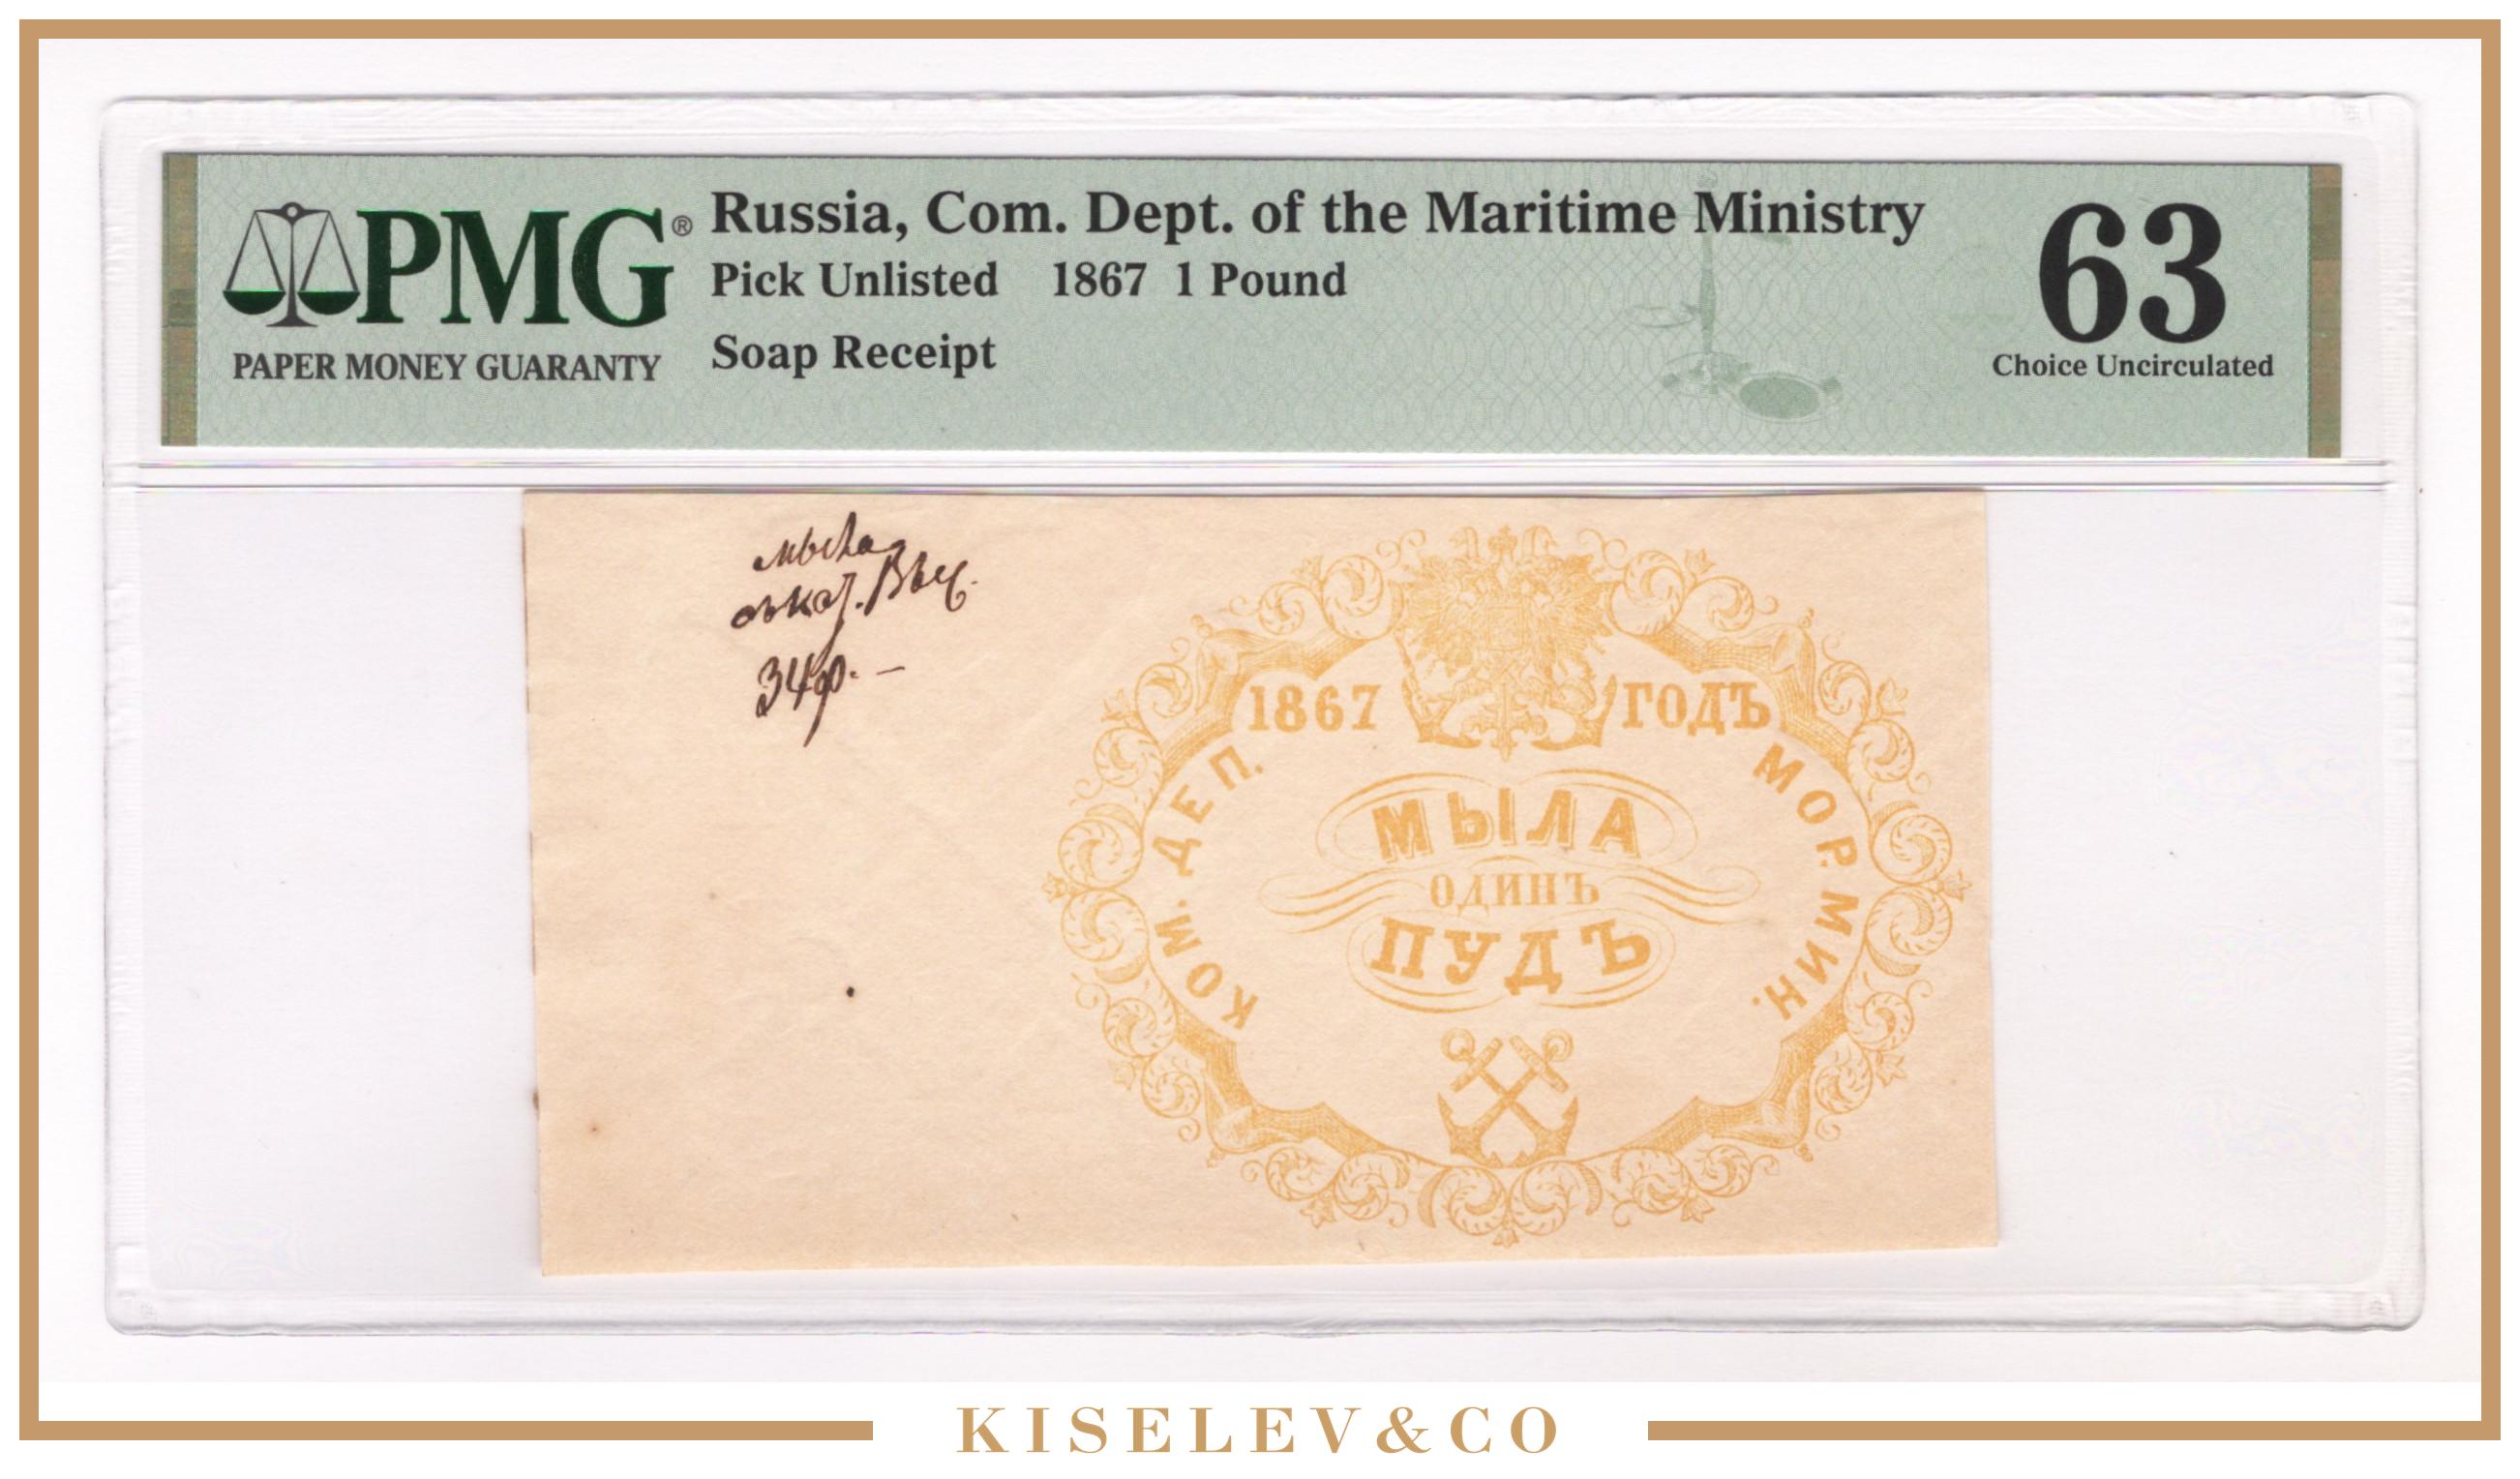 PMG® Russia, Com. Dept. of the Maritime Ministry
Pick Unlisted 1867 1 Pound
Soap Receipt
PAPER MONEY GUARANTY
63
Choice Uncirculated
мыла
34ф. —
1867 ГОДЪ
КОМ. ДЕП. МОР. МИН.
МЫЛА
ОДИНЪ
ПУДЪ
KISELEV&CO